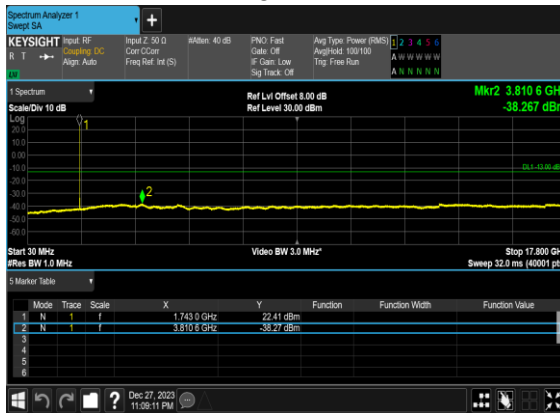 Spectrum Analyzer 1
Swept SA
KEYSIGHT
R T
Input: RF
Coupling: DC
Align: Auto
Input Z: 50 Ω
Corr CCorr
Freq Ref: Int (S)
#Atten: 40 dB
PNO: Fast
Gate: Off
IF Gain: Low
Sig Track: Off
Avg Type: Power (RMS)
Avg|Hold: 100/100
Trig: Free Run
1 2 3 4 5 6
A W W W W W
A N N N N N
1 Spectrum
Scale/Div 10 dB
Log
Ref Lvl Offset 8.00 dB
Ref Level 30.00 dBm
Mkr2 3.810 6 GH
-38.267 dBr
20.0
10.0
0.00
-10.0
-20.0
-30.0
-40.0
-50.0
-60.0
1
2
DL1 -13.00 dB
Start 30 MHz
#Res BW 1.0 MHz
Video BW 3.0 MHz*
Stop 17.800 GH
Sweep 32.0 ms (40001 pt
5 Marker Table
Mode Trace Scale X Y Function Function Width Function Value
1 N 1 f 1.743 0 GHz 22.41 dBm
2 N 1 f 3.810 6 GHz -38.27 dBm
3
4
5
6
?
Dec 27, 2023
11:09:11 PM